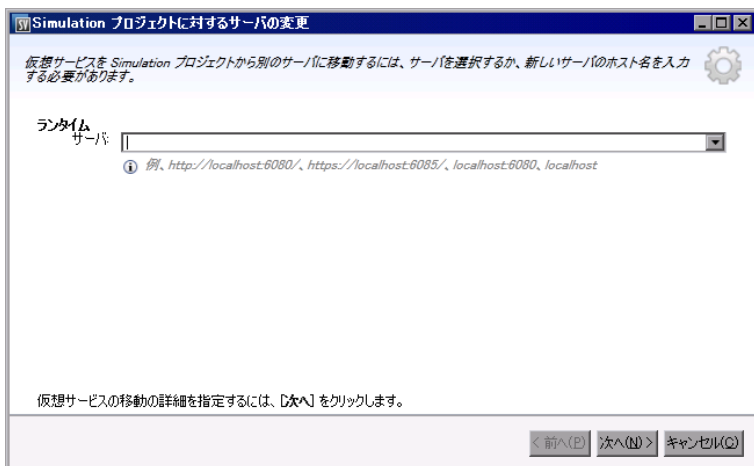 SV Simulation プロジェクトに対するサーバの変更
仮想サービスを Simulation プロジェクトから別のサーバに移動するには、サーバを選択するか、新しいサーバのホスト名を入力
する必要があります。
ランタイム
サーバ:
例、http://localhost:6080/、https://localhost:6085/、localhost:6080、localhost
仮想サービスの移動の詳細を指定するには、[次へ] をクリックします。
< 前へ(P) 次へ(N) > キャンセル(C)